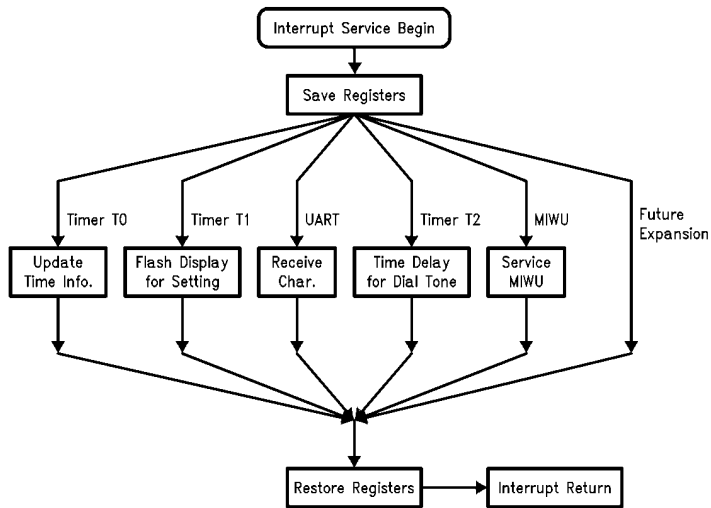 Interrupt Service Begin
Save Registers
Timer T0
Timer T1
UART
Timer T2
MIWU
Future
Expansion
Update
Time Info.
Flash Display
for Setting
Receive
Char.
Time Delay
for Dial Tone
Service
MIWU
Restore Registers
Interrupt Return